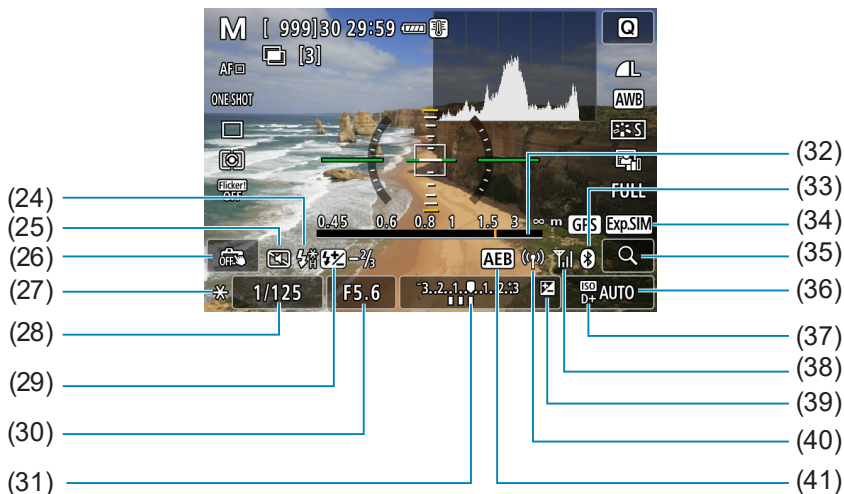 M [ 999]30 29:59
[3]
Q
AF
L
ONE SHOT
AWB
S
Flicker!
OFF
FULL
0.45 0.6 0.8 1 1.5 3 ∞ m
GPS Exp.SIM
OFF
H
-2/3
AEB
1/125
F5.6
-3..2..1..0..1..2..:3
ISO
D+
AUTO
(24)
(25)
(26)
(27)
(28)
(29)
(30)
(31)
(32)
(33)
(34)
(35)
(36)
(37)
(38)
(39)
(40)
(41)